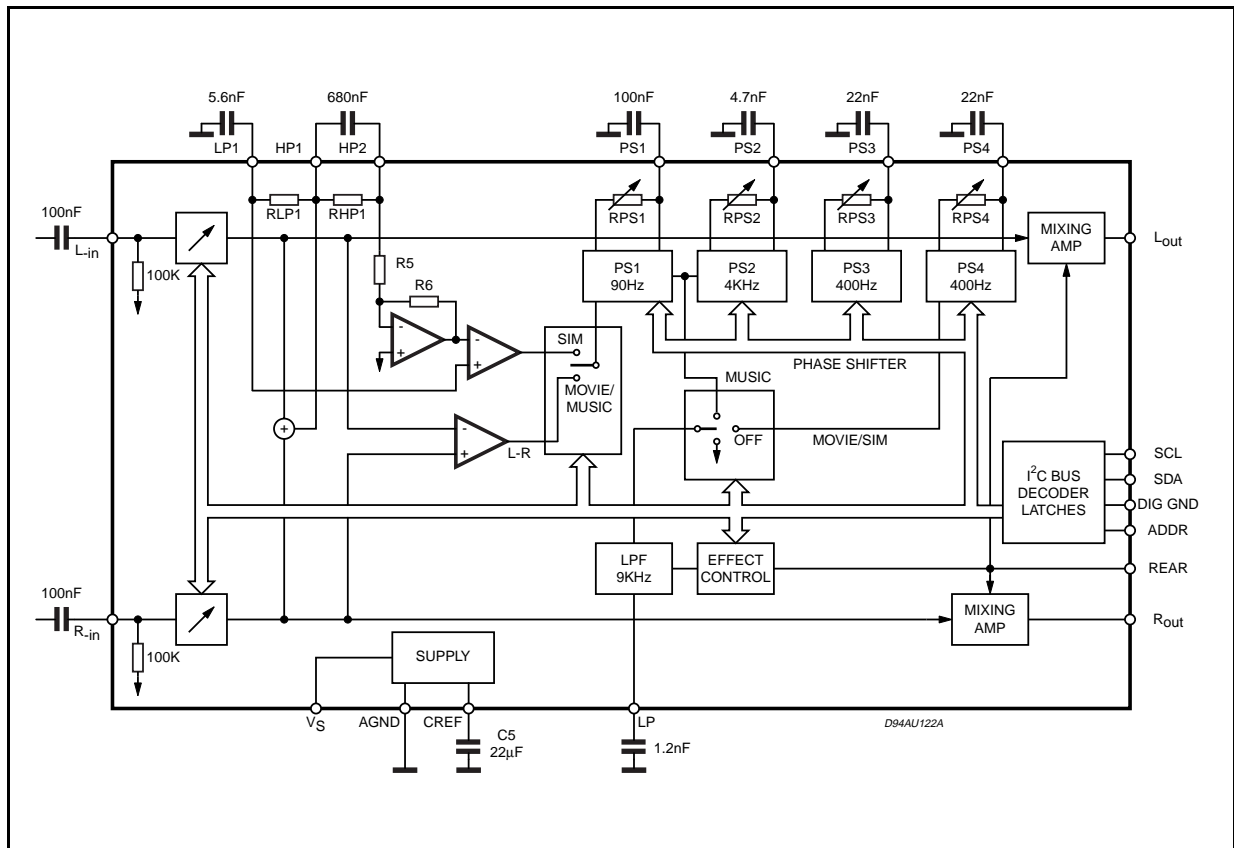 5.6nF
680nF
100nF
4.7nF
22nF
22nF
LP1
HP1
HP2
PS1
PS2
PS3
PS4
RLP1
RHP1
RPS1
RPS2
RPS3
RPS4
100nF
L-in
100K
R5
R6
PS1
90Hz
PS2
4KHz
PS3
400Hz
PS4
400Hz
MIXING
AMP
Lout
-
+
-
+
SIM
MOVIE/
MUSIC
PHASE SHIFTER
MUSIC
OFF
MOVIE/SIM
+
-
+
L-R
I2C BUS
DECODER
LATCHES
SCL
SDA
DIG GND
ADDR
REAR
LPF
9KHz
EFFECT
CONTROL
100nF
R-in
100K
MIXING
AMP
Rout
SUPPLY
VS
AGND
CREF
LP
D94AU122A
C5
22µF
1.2nF